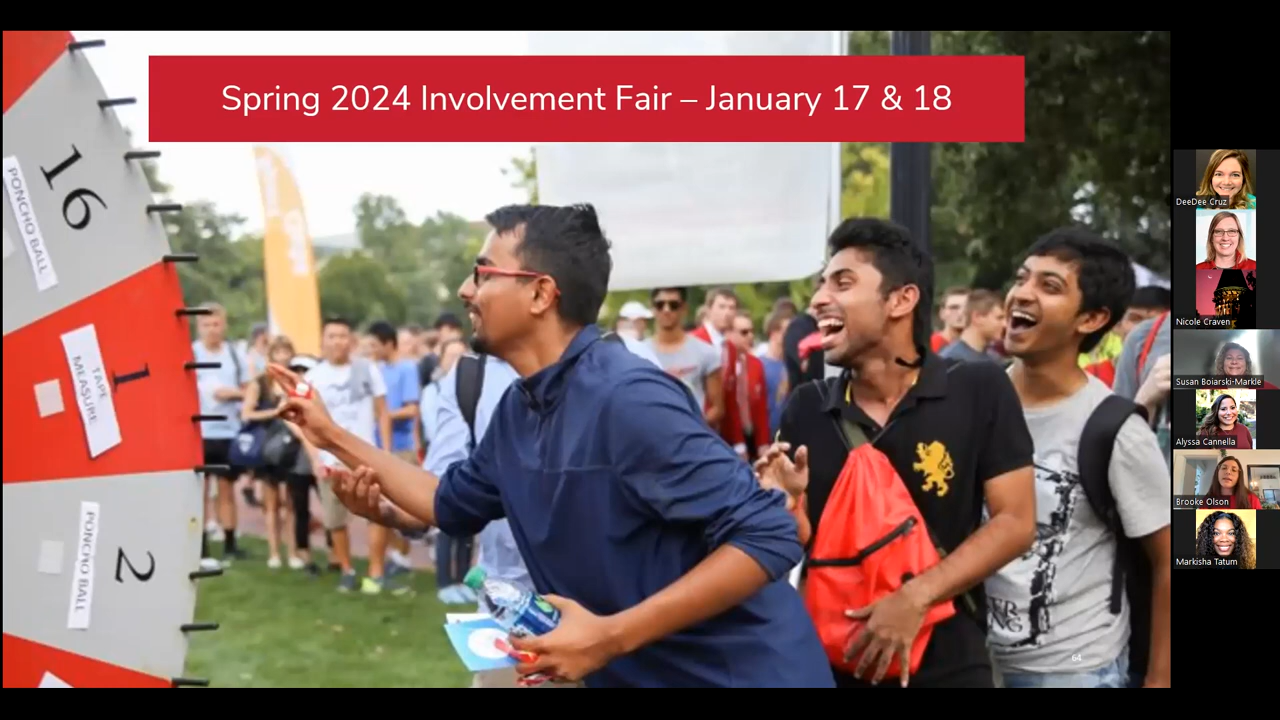 Spring 2024 Involvement Fair – January 17 & 18
16
PONCHO BALL
1
TAPE
MEASURE
2
PONCHO BALL
64
DeeDee Cruz
Nicole Craven
Susan Boiarski-Markle
Alyssa Cannella
Brooke Olson
Markisha Tatum